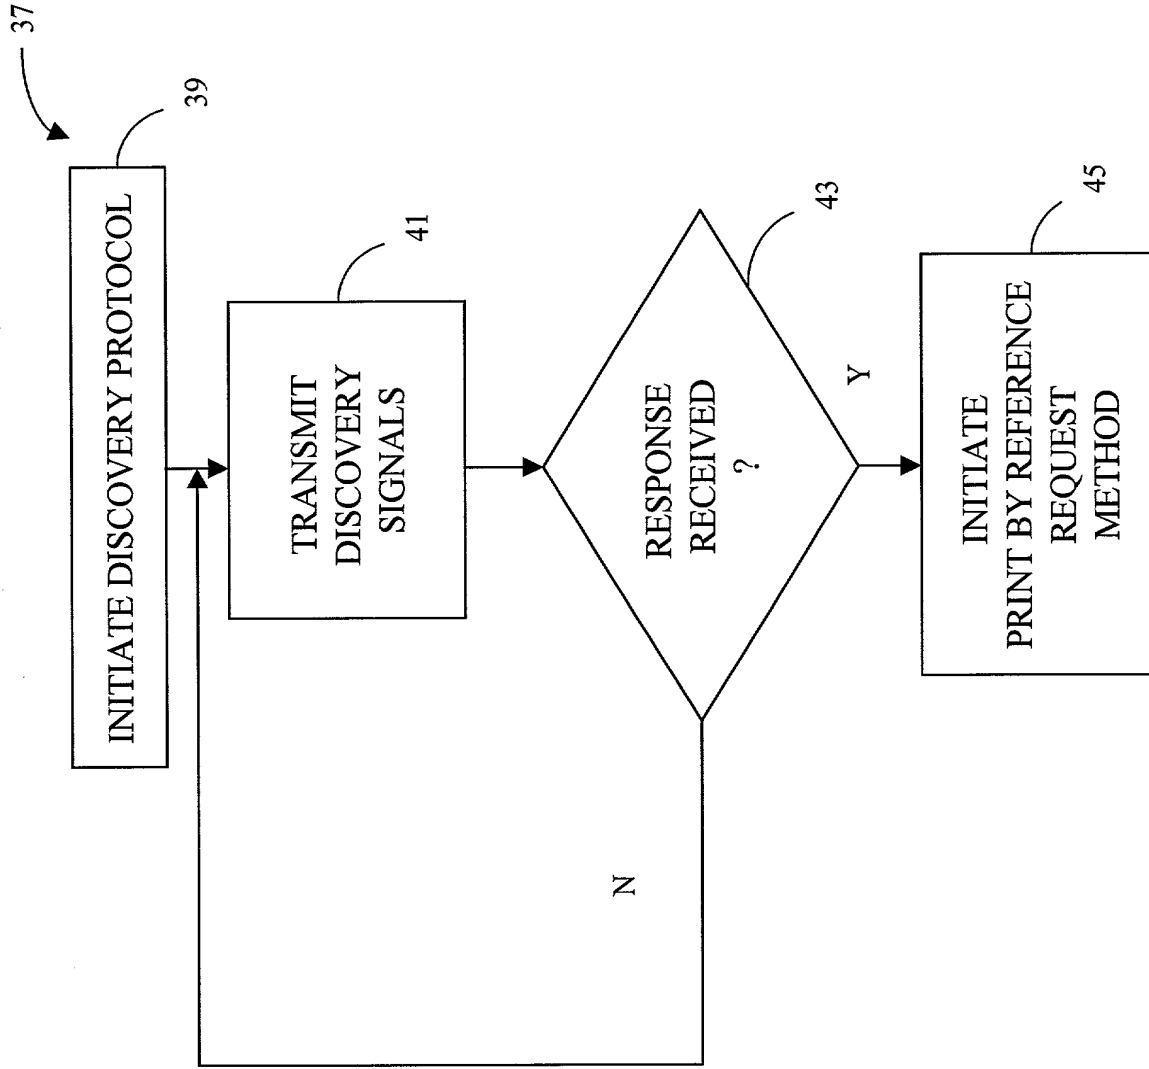 37
INITIATE DISCOVERY PROTOCOL
39
TRANSMIT
DISCOVERY
SIGNALS
41
RESPONSE
RECEIVED
?
43
N
Y
INITIATE
PRINT BY REFERENCE
REQUEST
METHOD
45